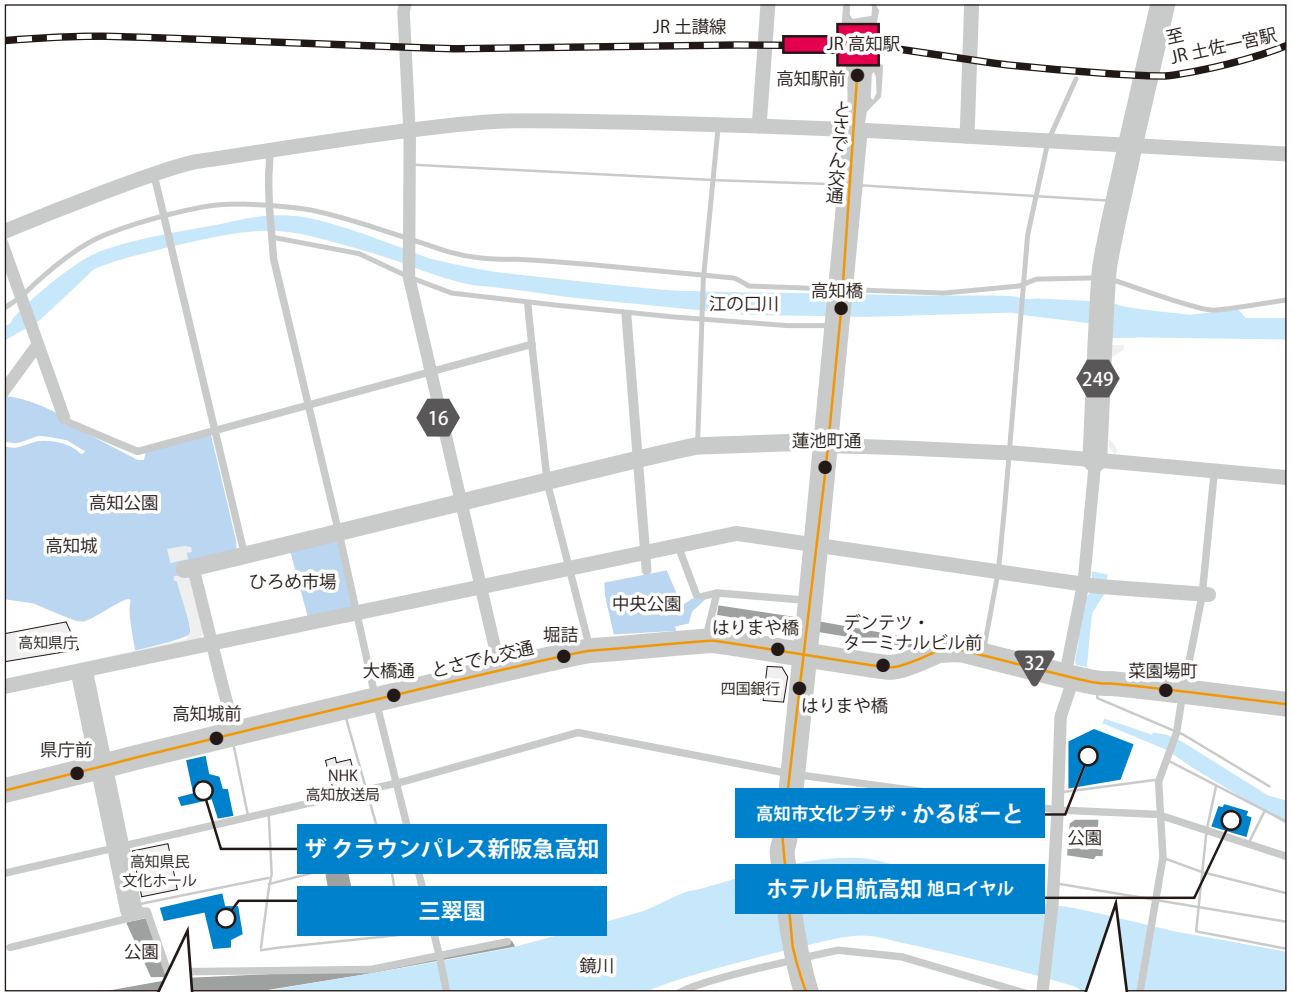 JR 土讃線
JR 高知駅
至
JR 土佐一宮駅
高知駅前
とさでん交通
江の口川
高知橋
249
16
蓮池町通
高知公園
高知城
ひろめ市場
中央公園
高知県庁
はりまや橋
デンテツ・
ターミナルビル前
堀詰
とさでん交通
大橋通
32
菜園場町
四国銀行
はりまや橋
高知城前
県庁前
NHK
高知放送局
高知市文化プラザ・かるぽーと
公園
ザ クラウンパレス新阪急高知
高知県民
文化ホール
ホテル日航高知 旭ロイヤル
三翠園
公園
鏡川